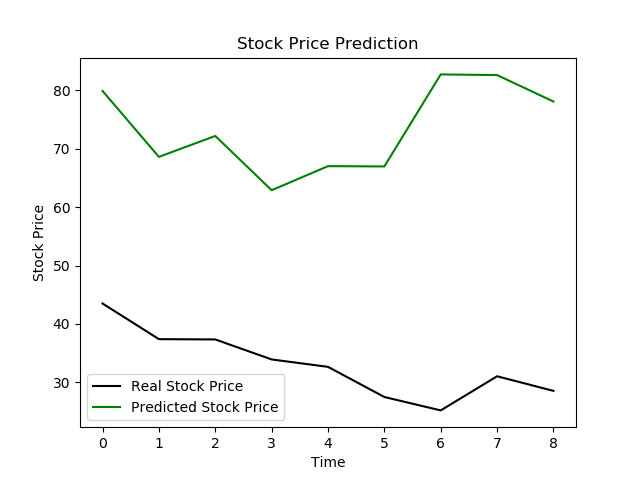 Stock Price Prediction
Stock Price
80
70
60
50
40
30
Real Stock Price
Predicted Stock Price
0 1 2 3 4 5 6 7 8
Time